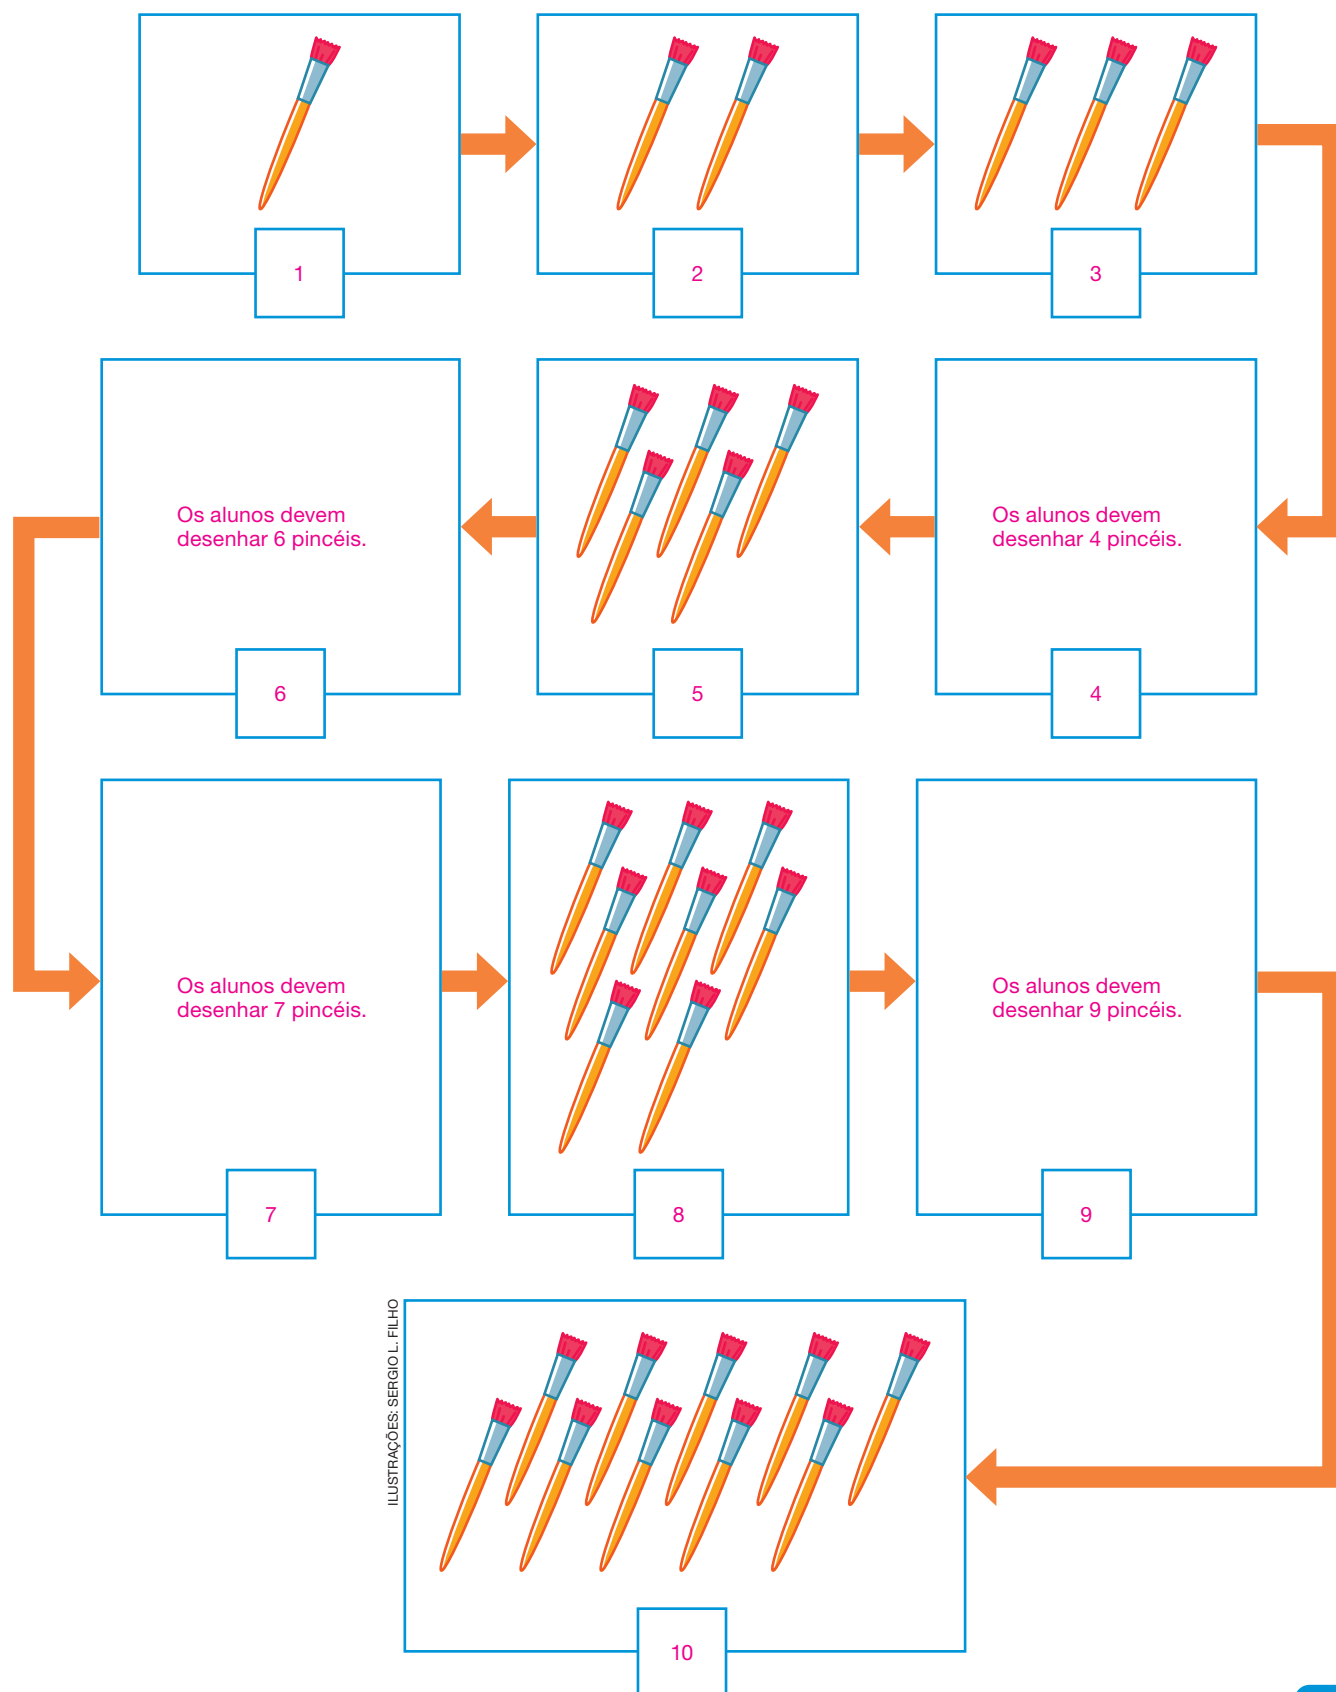 1
2
3
Os alunos devem
desenhar 6 pincéis.
Os alunos devem
desenhar 4 pincéis.
6
5
4
Os alunos devem
desenhar 7 pincéis.
Os alunos devem
desenhar 9 pincéis.
7
8
9
ILUSTRAÇÕES: SERGIO L. FILHO
10